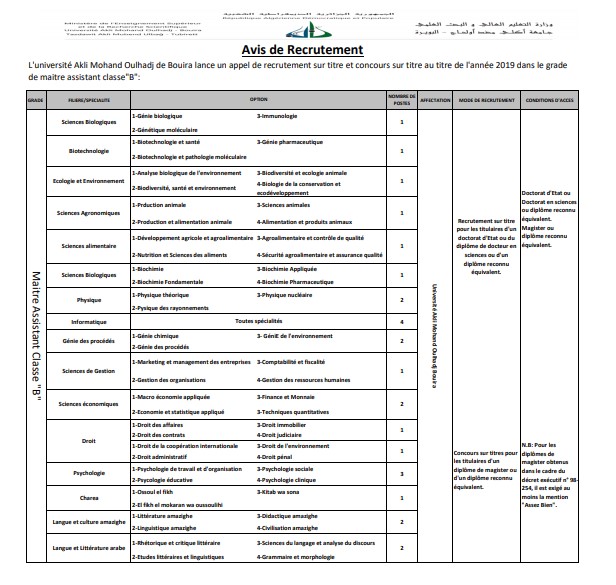 Ministère de l'Enseignement Supérieur
et de la Recherche Scientifique
Université Akli Mohand Oulhadj - Bouira
الجمهورية الجزائرية الديمقراطية الشعبية
République Algérienne Démocratique et Populaire
وزارة التعليم العالي و البحث العلمي
جامعة أكلي محند أولحاج - البويرة
Avis de Recrutement
L'université Akli Mohand Oulhadj de Bouira lance un appel de recrutement sur titre et concours sur titre au titre de l'année 2019 dans le grade
de maitre assistant classe"B":
GRADE FILIERE/SPECIALITE OPTION NOMBRE DE POSTES AFFECTATION MODE DE RECRUTEMENT CONDITIONS D'ACCES
Maitre Assistant Classe "B"
Sciences Biologiques
1-Génie biologique 3-Immunologie
2-Génétique moléculaire
1
Biotechnologie
1-Biotechnologie et santé 3-Génie pharmaceutique
2-Biotechnologie et pathologie moléculaire
1
Ecologie et Environnement
1-Analyse biologique de l'environnement 3-Biodiversité et ecologie animale
2-Biodiversité, santé et environnement 4-Biologie de la conservation et
ecodéveloppement
1
Sciences Agronomiques
1-Prduction animale 3-Sciences animales
2-Production et alimentation animale 4-Alimentation et produits animaux
1
Sciences alimentaire
1-Développement agricole et agroalimentaire 3-Agroalimentaire et contrôle de qualité
2-Nutrition et Sciences des aliments 4-Sécurité agroalimentaire et assurance qualité
1
Sciences Biologiques
1-Biochimie 3-Biochimie Appliquée
2-Biochimie Fondamentale 4-Biochimie Pharmaceutique
1
Physique
1-Physique théorique 3-Physique nucléaire
2-Pysique des rayonnements
2
Informatique Toutes spécialités 4
Génie des procédés
1-Génie chimique 3- GéniE de l'environnement
2-Génie des procédés
2
Sciences de Gestion
1-Marketing et management des entreprises 3-Comptabilité et fiscalité
2-Gestion des organisations 4-Gestion des ressources humaines
1
Sciences économiques
1-Macro économie appliquée 3-Finance et Monnaie
2-Economie et statistique appliqué 3-Techniques quantitatives
2
Droit
1-Droit des affaires 3-Droit immobilier
2-Droit des contrats 4-Droit judiciaire
1
1-Droit de la coopération internationale 3-Droit de l'environnement
2-Droit administratif 4-Droit pénal
1
Psychologie
1-Psychologie de travail et d'organisation 3-Psychologie sociale
2-Psycologie éducative 4-Psychologie clinique
3
Charea
1-Ossoul el fikh 3-Kitab wa sona
2-El fikh el mokaran wa oussoulihi
1
Langue et culture amazighe
1-Littérature amazighe 3-Didactique amazighe
2-Linguistique amazighe 4-Civilisation amazighe
2
Langue et Littérature arabe
1-Rhétorique et critique littéraire 3-Sciences du langage et analyse du discours
2-Etudes littéraires et linguistiques 4-Grammaire et morphologie
2
Université Akli Mohand Oulhadj Bouira
Recrutement sur titre
pour les titulaires d'un
doctorat d'Etat ou du
diplôme de docteur en
sciences ou d'un
diplôme reconnu
équivalent.
Concours sur titres pour
les titulaires d'un
diplôme de magister ou
d'un diplôme reconnu
équivalent.
Doctorat d'Etat ou
Doctorat en sciences
ou diplôme reconnu
équivalent.
Magister ou
diplôme reconnu
équivalent.
N.B: Pour les
diplômes de
magister obtenus
dans le cadre du
décret exécutif n° 98-
254, il est exigé au
moins la mention
"Assez Bien".